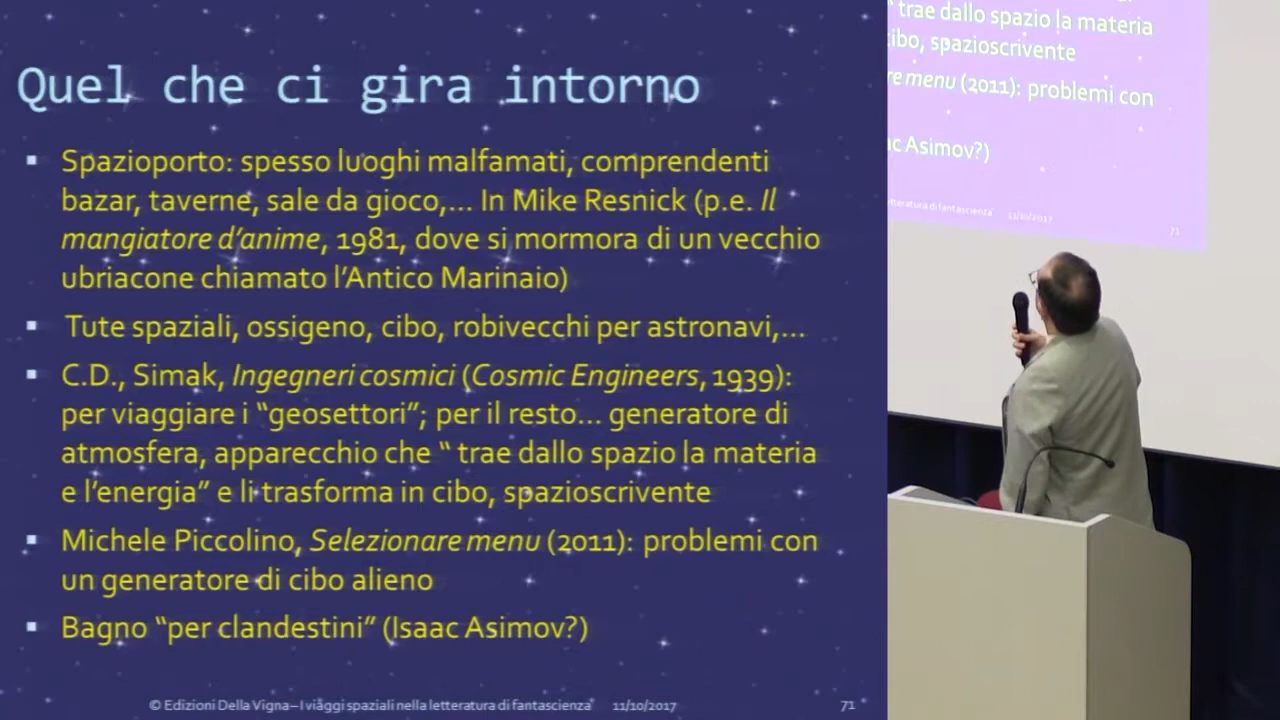 Quel che ci gira intorno
Spazioporto: spesso luoghi malfamati, comprendenti
bazar, taverne, sale da gioco,... In Mike Resnick (p.e. Il
mangiatore d'anime, 1981, dove si mormora di un vecchio
ubriacone chiamato l'Antico Marinaio)
Tute spaziali, ossigeno, cibo, robivecchi per astronavi,...
C.D., Simak, Ingegneri cosmici (Cosmic Engineers, 1939):
per viaggiare i "geosettori"; per il resto... generatore di
atmosfera, apparecchio che " trae dallo spazio la materia
e l'energia" e li trasforma in cibo, spazioscrivente
Michele Piccolino, Selezionare menu (2011): problemi con
un generatore di cibo alieno
Bagno "per clandestini" (Isaac Asimov?)
© Edizioni Della Vigna – I viaggi spaziali nella letteratura di fantascienza 11/10/2017 71
" trae dallo spazio la materia
cibo, spazioscrivente
re menu (2011): problemi con
ac Asimov?)
letteratura di fantascienza 11/10/2017 71